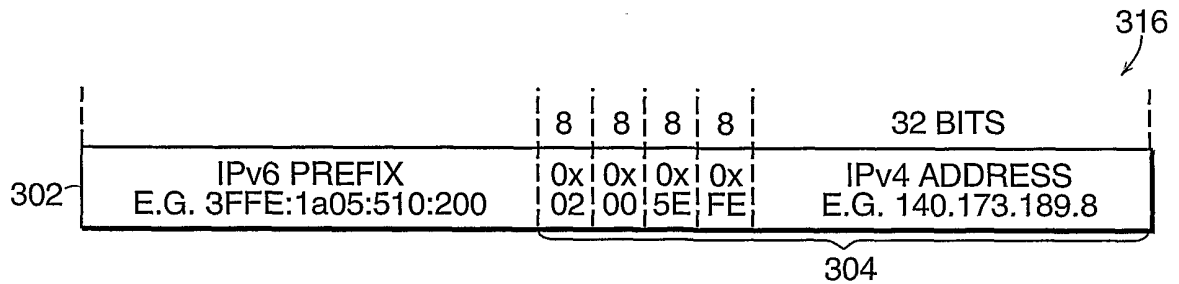 316
8 8 8 8 32 BITS
IPv6 PREFIX 0x 0x 0x 0x IPv4 ADDRESS
302 E.G. 3FFE:1a05:510:200 02 00 5E FE E.G. 140.173.189.8
304